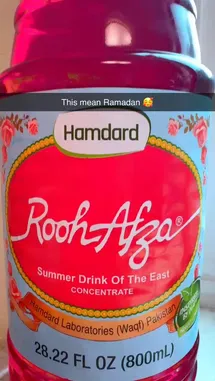 This mean Ramadan 🥰
Hamdard
Rooh Afza®
Summer Drink Of The East
CONCENTRATE
Hamdard Laboratories (Waqf) Pakistan
28.22 FL OZ (800mL)